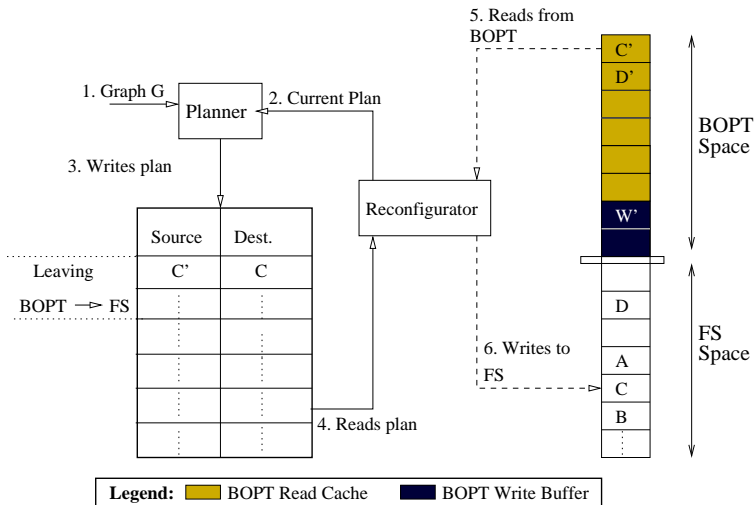 5. Reads from
BOPT
C’
D’
1. Graph G
Planner
2. Current Plan
BOPT
Space
3. Writes plan
Reconfigurator
W’
Source Dest.
Leaving
C’ C
BOPT FS
D
6. Writes to
FS
A
C
B
FS
Space
4. Reads plan
Legend: BOPT Read Cache BOPT Write Buffer